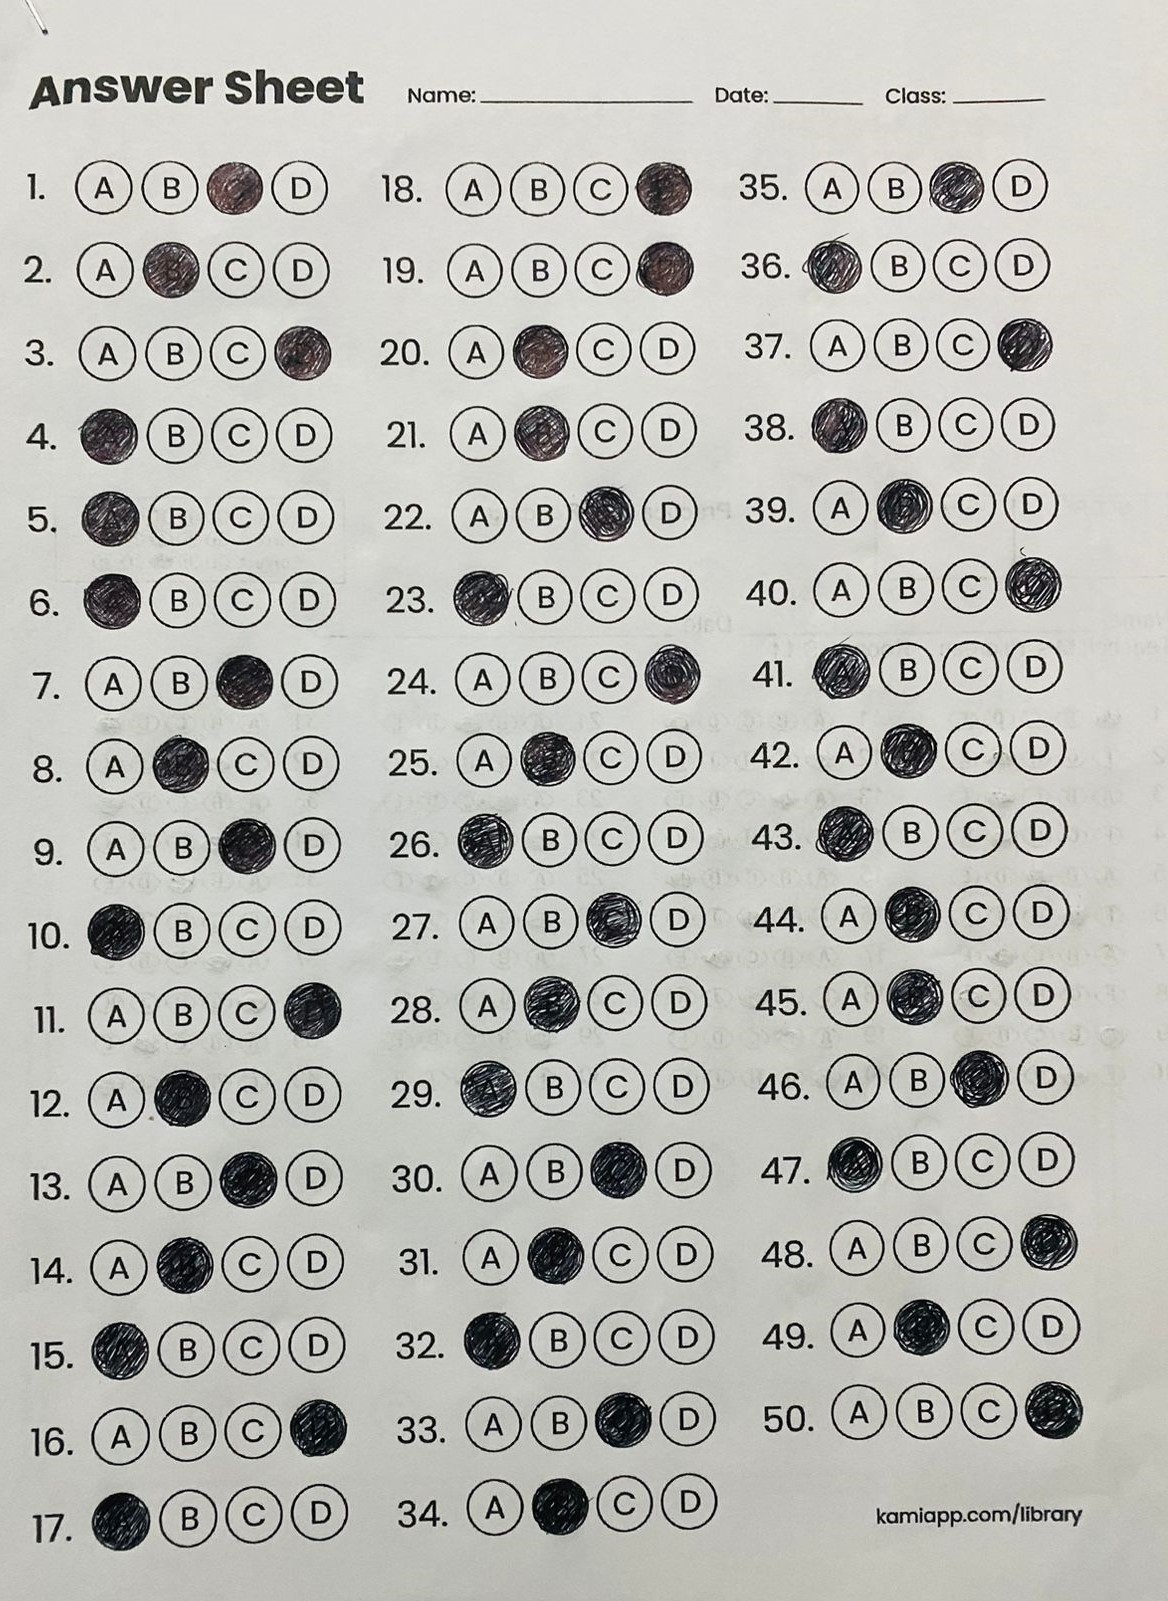 Answer Sheet Name: Date: Class:
1. A B D
2. A B C D
3. A B C
4. A B C D
5. A B C D
6. B C D
7. A B D
8. A C D
9. A B D
10. B C D
11. A B C D
12. A B C D
13. A B D
14. A B C D
15. B C D
16. A B C
17. B C D
18. A B C
19. A B C
20. A C D
21. A B C D
22. A B D
23. B C D
24. A B C
25. A B C D
26. A B C D
27. A B C D
28. A B C D
29. A B C D
30. A B D
31. A C D
32. B C D
33. A B D
34. A C D
35. A B C D
36. A B C D
37. A B C
38. A B C D
39. A B C D
40. A B C
41. A B C D
42. A C D
43. B C D
44. A B C D
45. A B C D
46. A B D
47. B C D
48. A B C
49. A C D
50. A B C
kamiapp.com/library